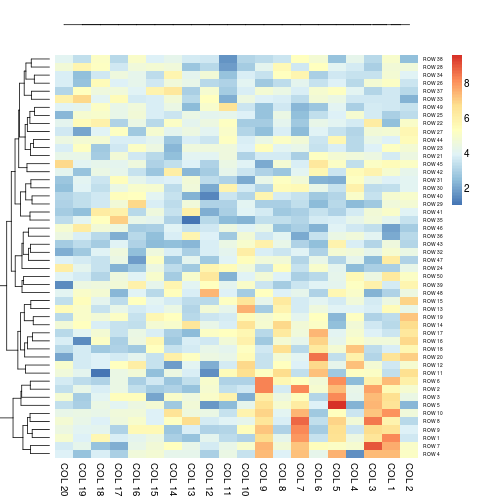 ROW 38
ROW 28
ROW 34
ROW 26
ROW 37
ROW 33
ROW 49
ROW 25
ROW 22
ROW 27
ROW 44
ROW 23
ROW 21
ROW 45
ROW 42
ROW 31
ROW 30
ROW 40
ROW 29
ROW 41
ROW 35
ROW 46
ROW 36
ROW 43
ROW 32
ROW 47
ROW 24
ROW 50
ROW 39
ROW 48
ROW 15
ROW 13
ROW 19
ROW 14
ROW 17
ROW 16
ROW 18
ROW 20
ROW 12
ROW 11
ROW 6
ROW 2
ROW 3
ROW 5
ROW 10
ROW 8
ROW 9
ROW 1
ROW 7
ROW 4
8
6
4
2
COL 20
COL 19
COL 18
COL 17
COL 16
COL 15
COL 14
COL 13
COL 12
COL 11
COL 10
COL 9
COL 8
COL 7
COL 6
COL 5
COL 4
COL 3
COL 1
COL 2